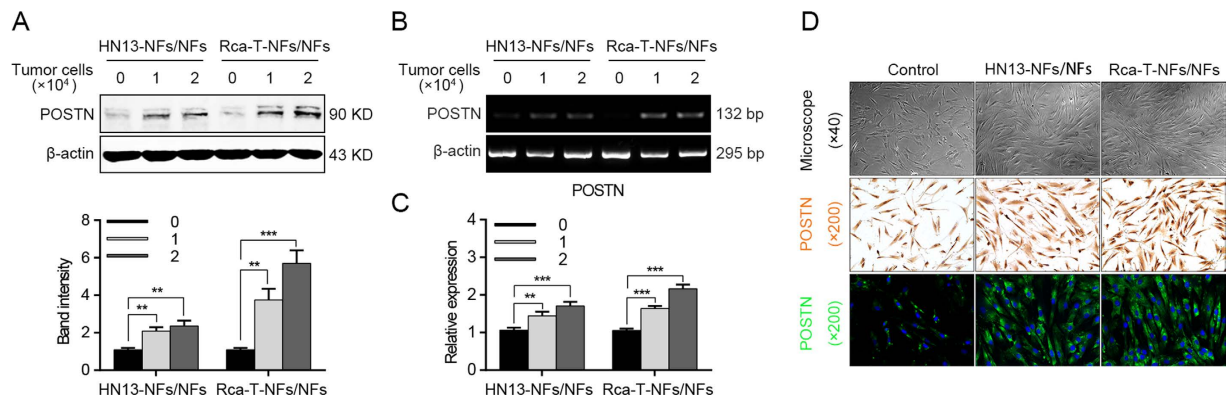 A
HN13-NFs/NFs Rca-T-NFs/NFs
Tumor cells
(×10⁴)
0 1 2 0 1 2
POSTN 90 KD
β-actin 43 KD
Band intensity
8
6
4
2
0
0
1
2
** ** ** ***
HN13-NFs/NFs Rca-T-NFs/NFs
B
HN13-NFs/NFs Rca-T-NFs/NFs
Tumor cells
(×10⁴)
0 1 2 0 1 2
POSTN 132 bp
β-actin 295 bp
C
POSTN
Relative expression
4
3
2
1
0
0
1
2
** *** *** ***
HN13-NFs/NFs Rca-T-NFs/NFs
D
Control HN13-NFs/NFs Rca-T-NFs/NFs
Microscope
(×40)
POSTN
(×200)
POSTN
(×200)